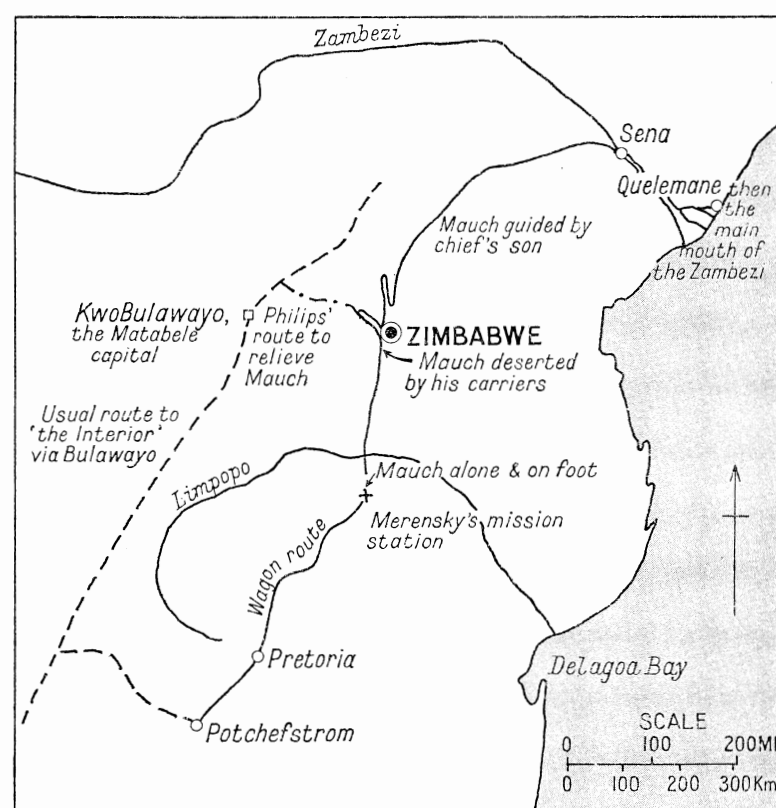 Zambezi
Sena
Quelemane then
the
main
mouth of
the Zambezi
Mauch guided by
chief's son
KwoBulawayo,
the Matabele
capital
Philips'
route to
relieve
Mauch
ZIMBABWE
Mauch deserted
by his carriers
Usual route to
'the Interior'
via Bulawayo
Limpopo
Mauch alone & on foot
Merensky's mission
station
Wagon route
Pretoria
Potchefstrom
Delagoa Bay
SCALE
0 100 200MI
0 100 200 300Km